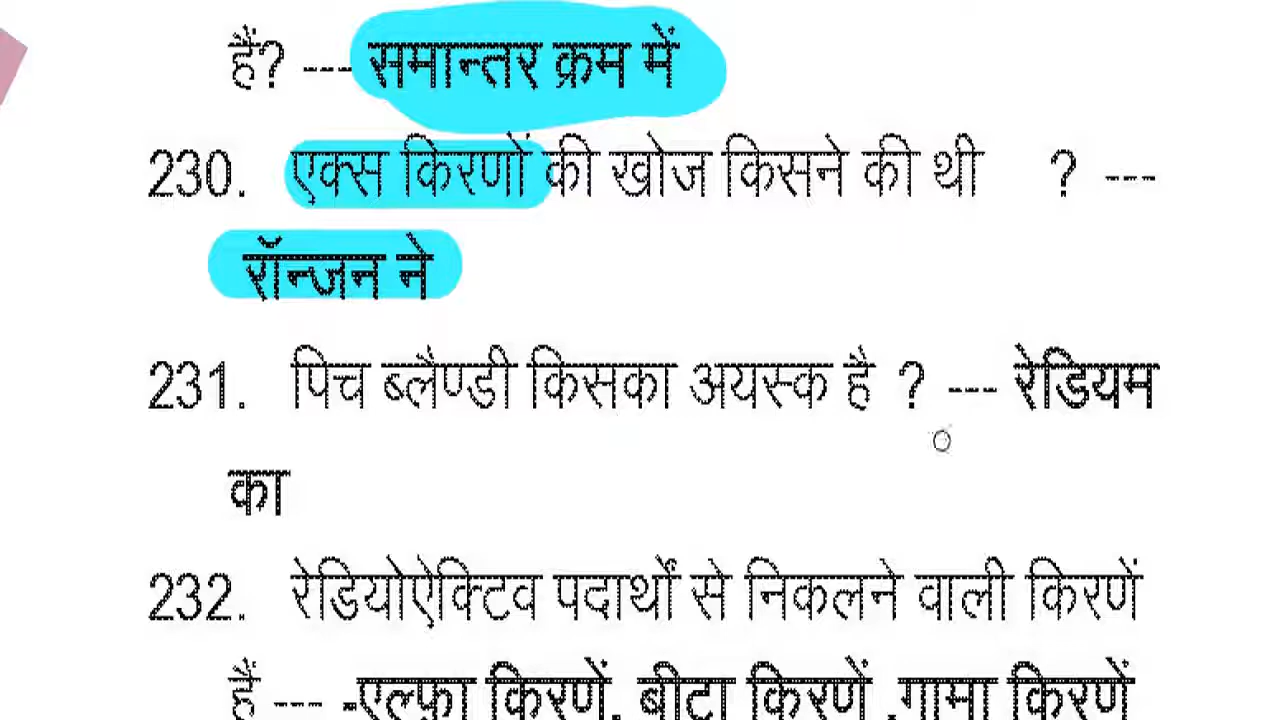 हैं? --- समान्तर क्रम में
230. एक्स किरणों की खोज किसने की थी ? ---
रॉन्जन ने
231. पिच ब्लैण्डी किसका अयस्क है ? --- रेडियम
का
232. रेडियोऐक्टिव पदार्थों से निकलने वाली किरणें
हैं --- -एल्फा किरणें, बीटा किरणें ,गामा किरणें